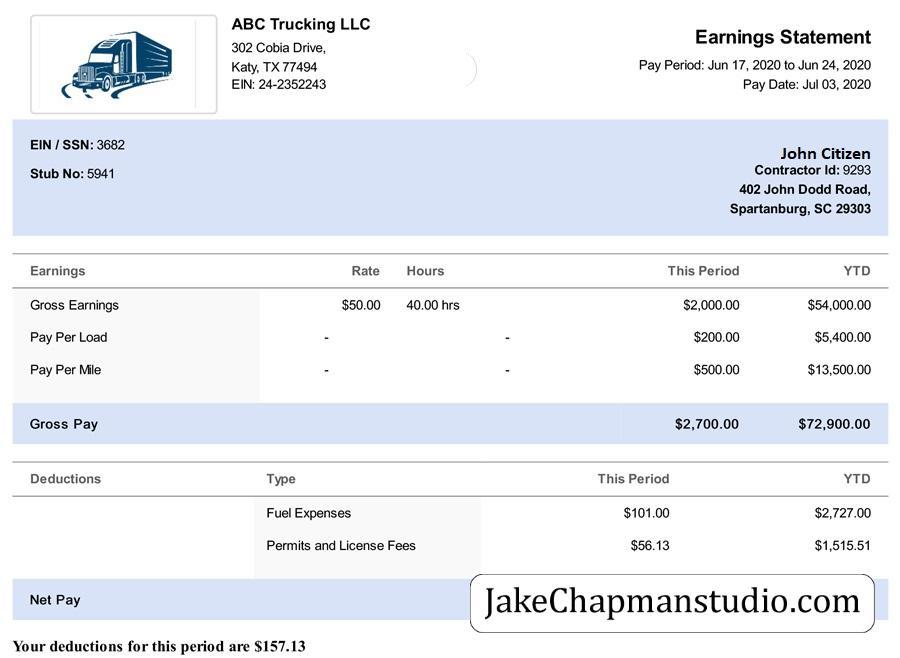 ABC Trucking LLC
302 Cobia Drive,
Katy, TX 77494
EIN: 24-2352243
Earnings Statement
Pay Period: Jun 17, 2020 to Jun 24, 2020
Pay Date: Jul 03, 2020
EIN / SSN: 3682
Stub No: 5941
John Citizen
Contractor Id: 9293
402 John Dodd Road,
Spartanburg, SC 29303
Earnings Rate Hours This Period YTD
Gross Earnings $50.00 40.00 hrs $2,000.00 $54,000.00
Pay Per Load - - $200.00 $5,400.00
Pay Per Mile - - $500.00 $13,500.00
Gross Pay $2,700.00 $72,900.00
Deductions Type This Period YTD
Fuel Expenses $101.00 $2,727.00
Permits and License Fees $56.13 $1,515.51
Net Pay
JakeChapmanstudio.com
Your deductions for this period are $157.13